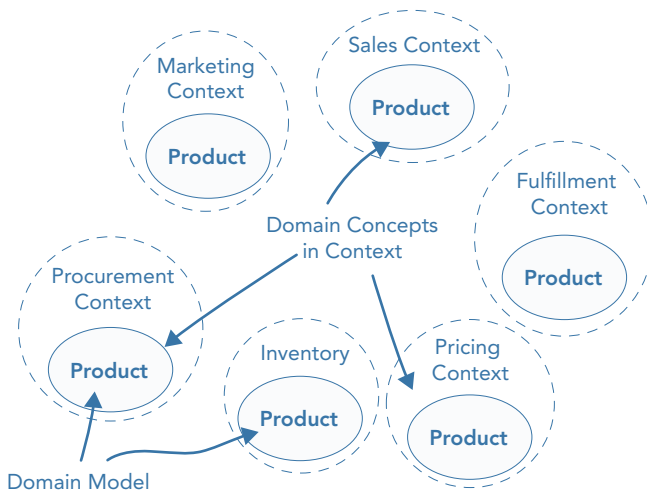 Sales Context
Product
Marketing
Context
Product
Fulfillment
Context
Product
Domain Concepts
in Context
Procurement
Context
Product
Inventory
Product
Pricing
Context
Product
Domain Model